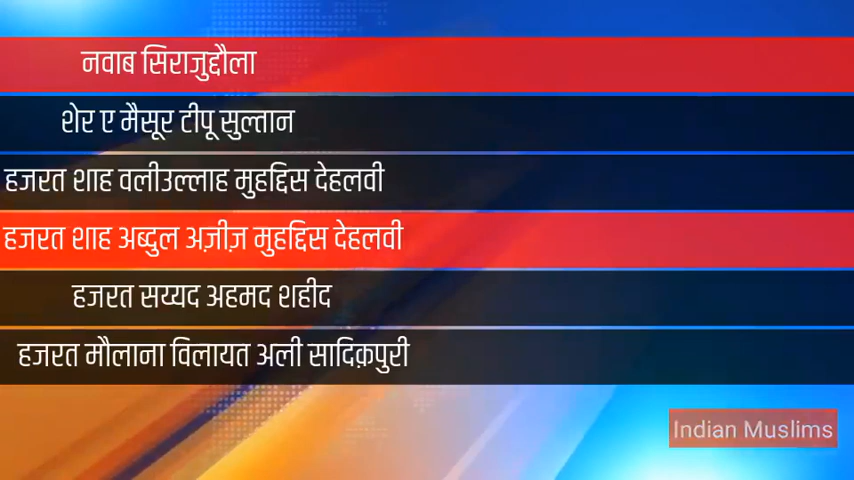 नवाब सिराजुद्दौला
शेर ए मैसूर टीपू सुल्तान
हजरत शाह वलीउल्लाह मुहद्दिस देहलवी
हजरत शाह अब्दुल अज़ीज़ मुहद्दिस देहलवी
हजरत सय्यद अहमद शहीद
हजरत मौलाना विलायत अली सादिक़पुरी
Indian Muslims